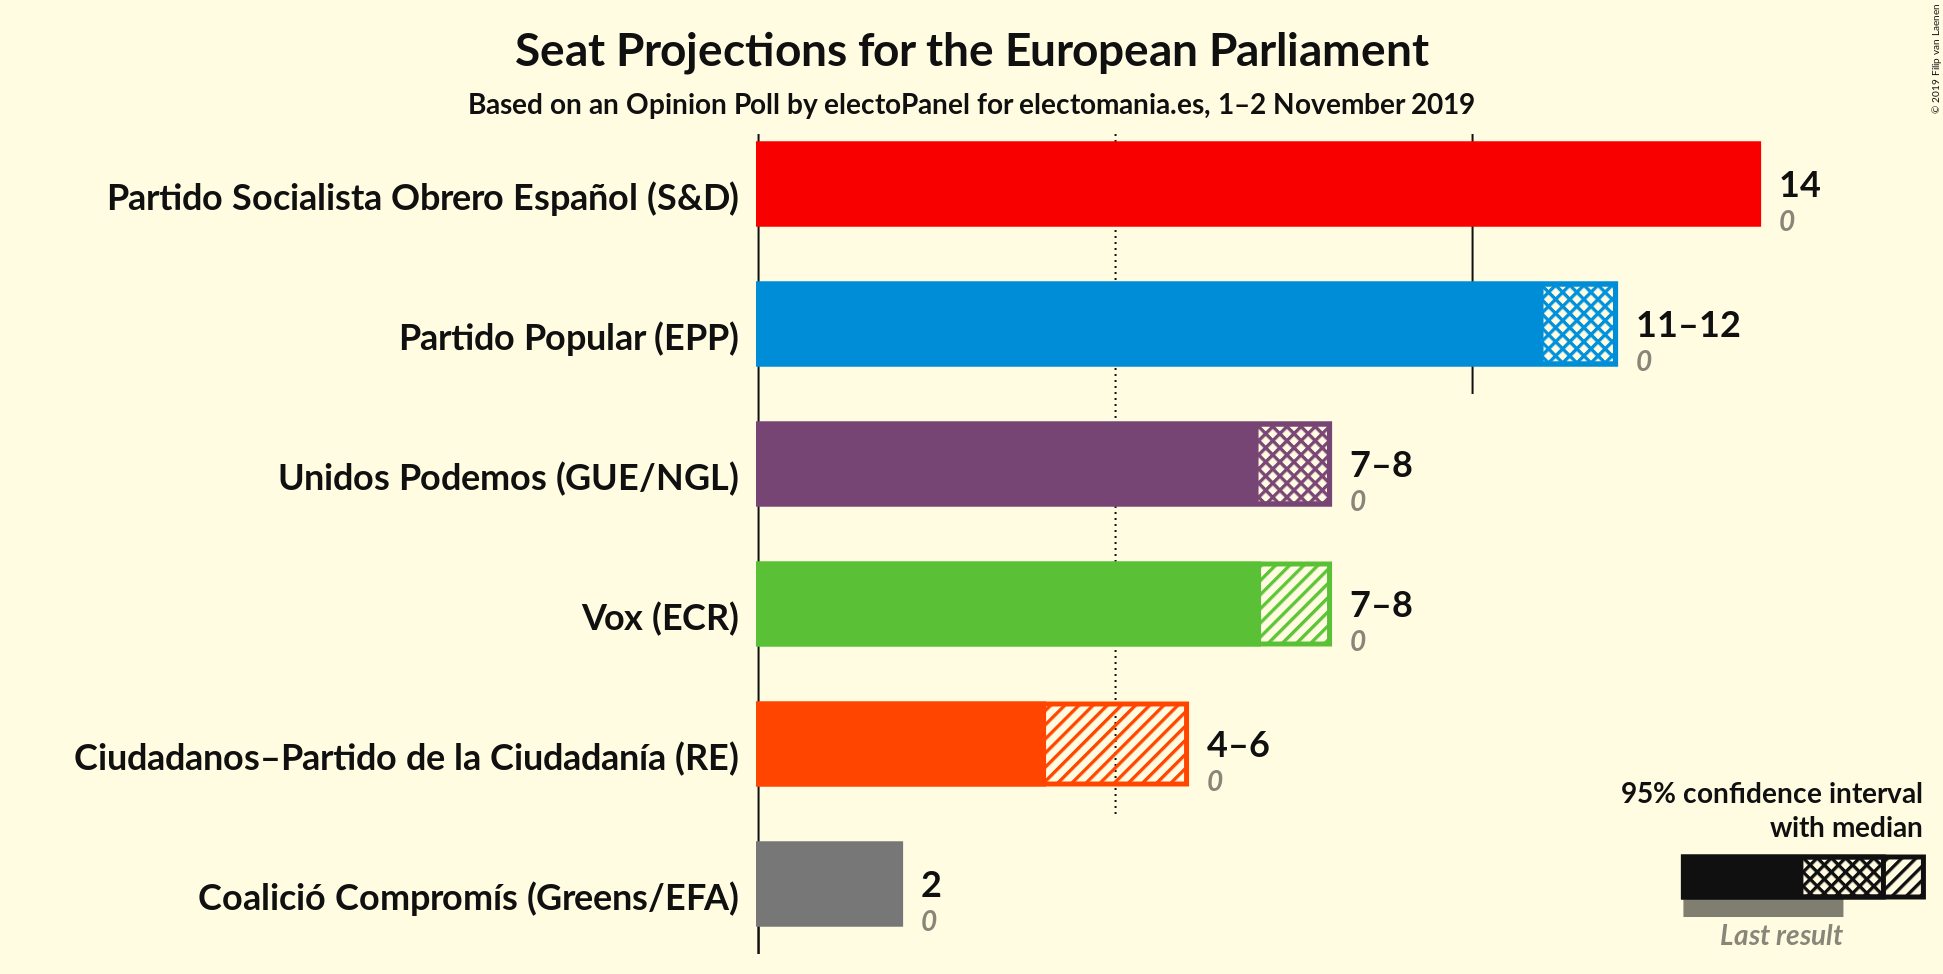 Seat Projections for the European Parliament
Based on an Opinion Poll by electoPanel for electomania.es, 1–2 November 2019
© 2019 Filip van Laenen
Partido Socialista Obrero Español (S&D)
14
0
Partido Popular (EPP)
11–12
0
Unidos Podemos (GUE/NGL)
7–8
0
Vox (ECR)
7–8
0
Ciudadanos–Partido de la Ciudadanía (RE)
4–6
0
Coalició Compromís (Greens/EFA)
2
0
95% confidence interval
with median
Last result